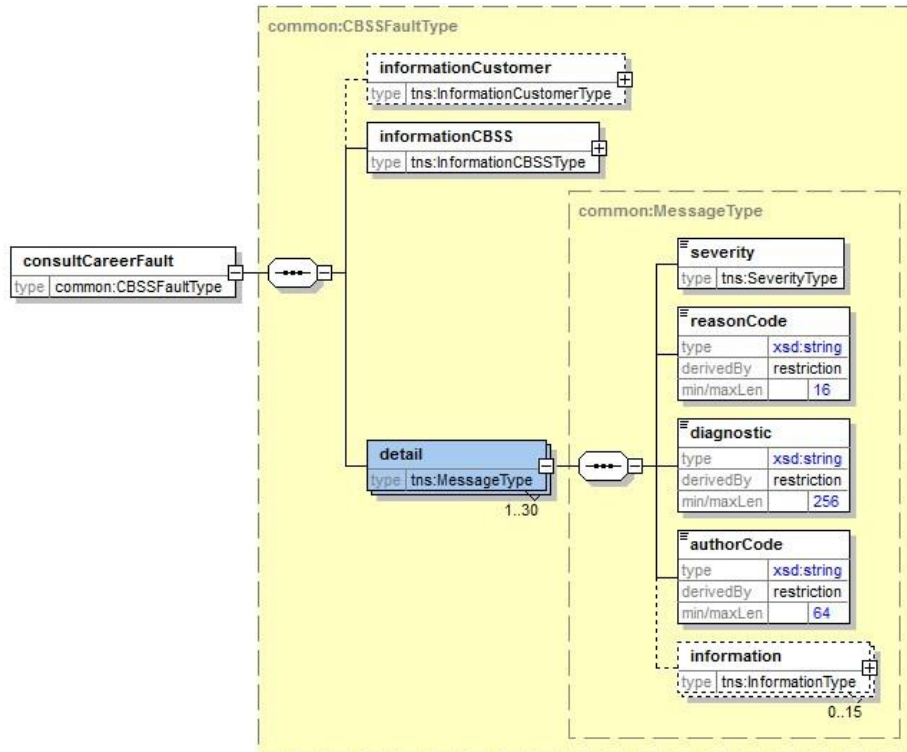 common:CBSSFaultType
informationCustomer
type tns:InformationCustomerType
informationCBSS
type tns:InformationCBSSType
common:MessageType
severity
type tns:SeverityType
consultCareerFault
type common:CBSSFaultType
reasonCode
type xsd:string
derivedBy restriction
min/maxLen 16
diagnostic
type xsd:string
derivedBy restriction
min/maxLen 256
detail
type tns:MessageType
1..30
authorCode
type xsd:string
derivedBy restriction
min/maxLen 64
information
type tns:InformationType
0..15